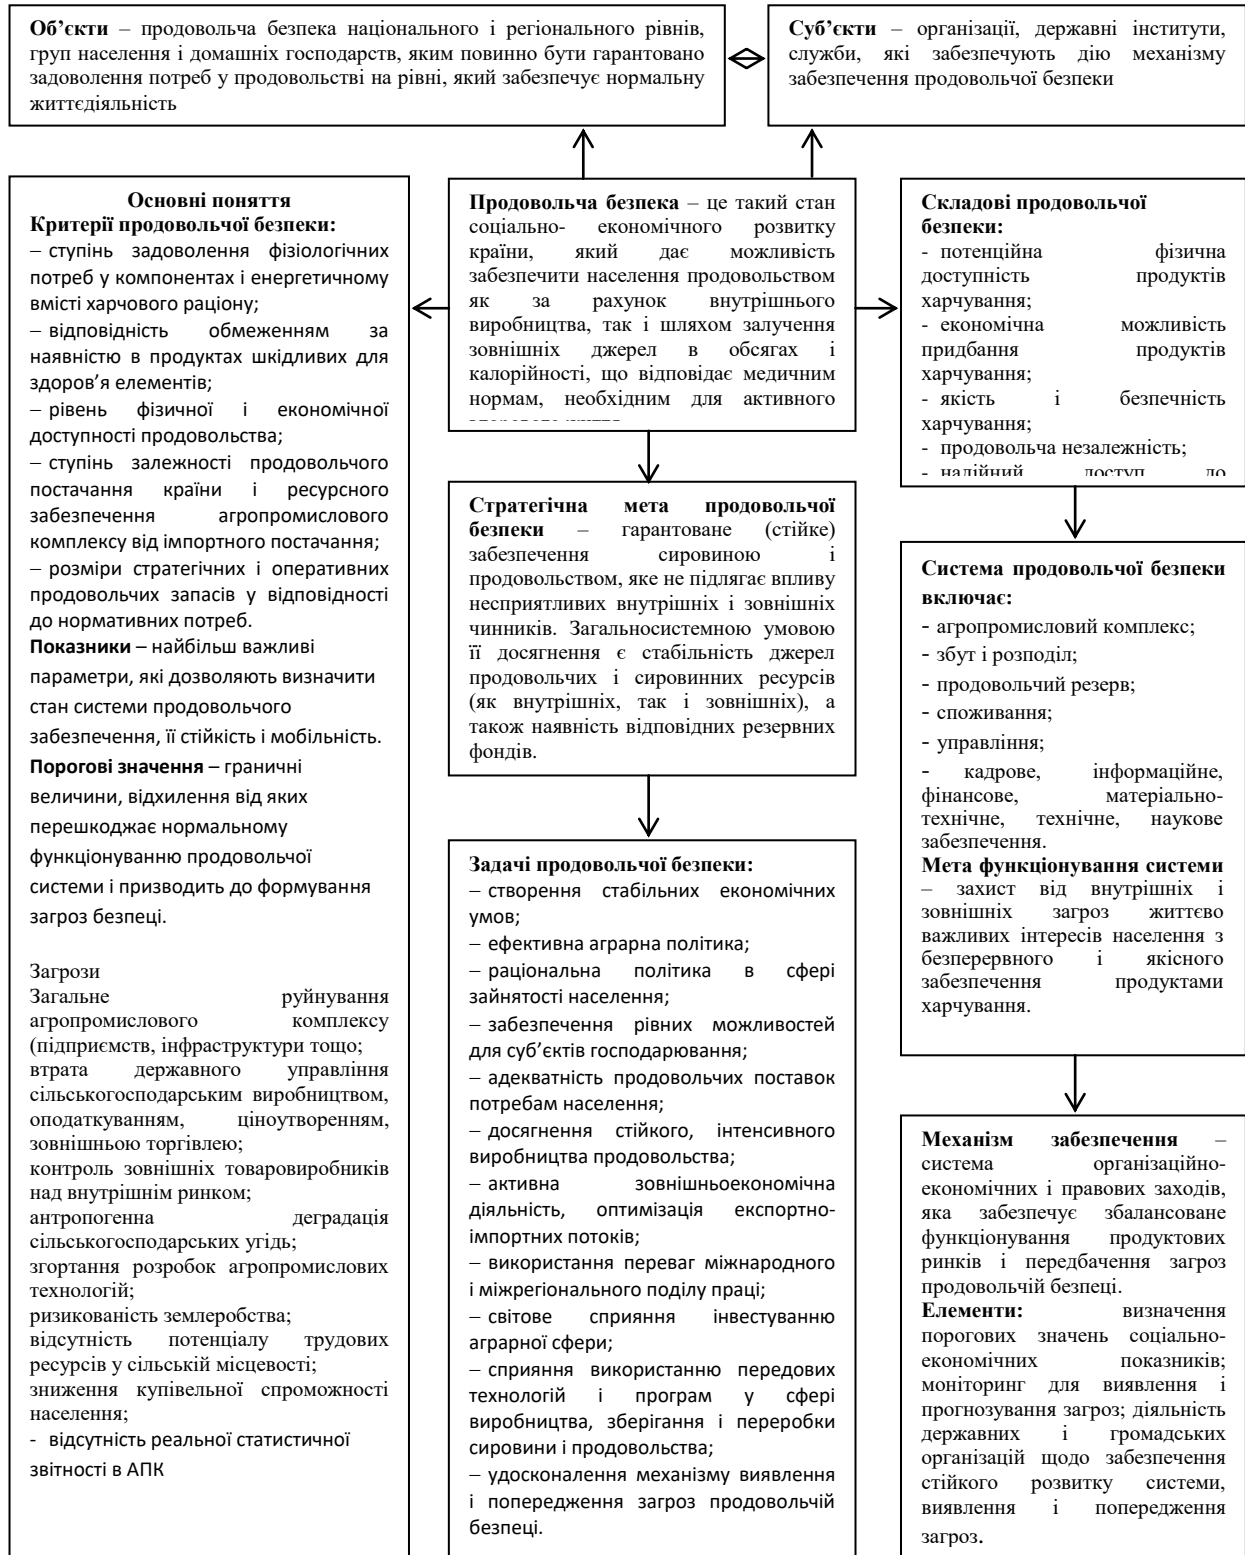 Об’єкти – продовольча безпека національного і регіонального рівнів,
груп населення і домашніх господарств, яким повинно бути гарантовано
задоволення потреб у продовольстві на рівні, який забезпечує нормальну
життєдіяльність
Суб’єкти – організації, державні інститути,
служби, які забезпечують дію механізму
забезпечення продовольчої безпеки
Основні поняття
Критерії продовольчої безпеки:
– ступінь задоволення фізіологічних
потреб у компонентах і енергетичному
вмісті харчового раціону;
– відповідність обмеженням за
наявністю в продуктах шкідливих для
здоров’я елементів;
– рівень фізичної і економічної
доступності продовольства;
– ступінь залежності продовольчого
постачання країни і ресурсного
забезпечення агропромислового
комплексу від імпортного постачання;
– розміри стратегічних і оперативних
продовольчих запасів у відповідності
до нормативних потреб.
Показники – найбільш важливі
параметри, які дозволяють визначити
стан системи продовольчого
забезпечення, її стійкість і мобільність.
Порогові значення – граничні
величини, відхилення від яких
перешкоджає нормальному
функціонуванню продовольчої
системи і призводить до формування
загроз безпеці.
Загрози
Загальне руйнування
агропромислового комплексу
(підприємств, інфраструктури тощо;
втрата державного управління
сільськогосподарським виробництвом,
оподаткуванням, ціноутворенням,
зовнішньою торгівлею;
контроль зовнішніх товаровиробників
над внутрішнім ринком;
антропогенна деградація
сільськогосподарських угідь;
згортання розробок агропромислових
технологій;
ризикованість землеробства;
відсутність потенціалу трудових
ресурсів у сільській місцевості;
зниження купівельної спроможності
населення;
- відсутність реальної статистичної
звітності в АПК
Продовольча безпека – це такий стан
соціально- економічного розвитку
країни, який дає можливість
забезпечити населення продовольством
як за рахунок внутрішнього
виробництва, так і шляхом залучення
зовнішніх джерел в обсягах і
калорійності, що відповідає медичним
нормам, необхідним для активного
Стратегічна мета продовольчої
безпеки – гарантоване (стійке)
забезпечення сировиною і
продовольством, яке не підлягає впливу
несприятливих внутрішніх і зовнішніх
чинників. Загальносистемною умовою
її досягнення є стабільність джерел
продовольчих і сировинних ресурсів
(як внутрішніх, так і зовнішніх), а
також наявність відповідних резервних
фондів.
Задачі продовольчої безпеки:
– створення стабільних економічних
умов;
– ефективна аграрна політика;
– раціональна політика в сфері
зайнятості населення;
– забезпечення рівних можливостей
для суб’єктів господарювання;
– адекватність продовольчих поставок
потребам населення;
– досягнення стійкого, інтенсивного
виробництва продовольства;
– активна зовнішньоекономічна
діяльність, оптимізація експортно-
імпортних потоків;
– використання переваг міжнародного
і міжрегіонального поділу праці;
– світове сприяння інвестуванню
аграрної сфери;
– сприяння використанню передових
технологій і програм у сфері
виробництва, зберігання і переробки
сировини і продовольства;
– удосконалення механізму виявлення
і попередження загроз продовольчій
безпеці.
Складові продовольчої
безпеки:
- потенційна фізична
доступність продуктів
харчування;
- економічна можливість
придбання продуктів
харчування;
- якість і безпечність
харчування;
- продовольча незалежність;
- надійний доступ до
Система продовольчої безпеки
включає:
- агропромисловий комплекс;
- збут і розподіл;
- продовольчий резерв;
- споживання;
- управління;
- кадрове, інформаційне,
фінансове, матеріально-
технічне, технічне, наукове
забезпечення.
Мета функціонування системи
– захист від внутрішніх і
зовнішніх загроз життєво
важливих інтересів населення з
безперервного і якісного
забезпечення продуктами
харчування.
Механізм забезпечення –
система організаційно-
економічних і правових заходів,
яка забезпечує збалансоване
функціонування продуктових
ринків і передбачення загроз
продовольчій безпеці.
Елементи: визначення
порогових значень соціально-
економічних показників;
моніторинг для виявлення і
прогнозування загроз; діяльність
державних і громадських
організацій щодо забезпечення
стійкого розвитку системи,
виявлення і попередження
загроз.